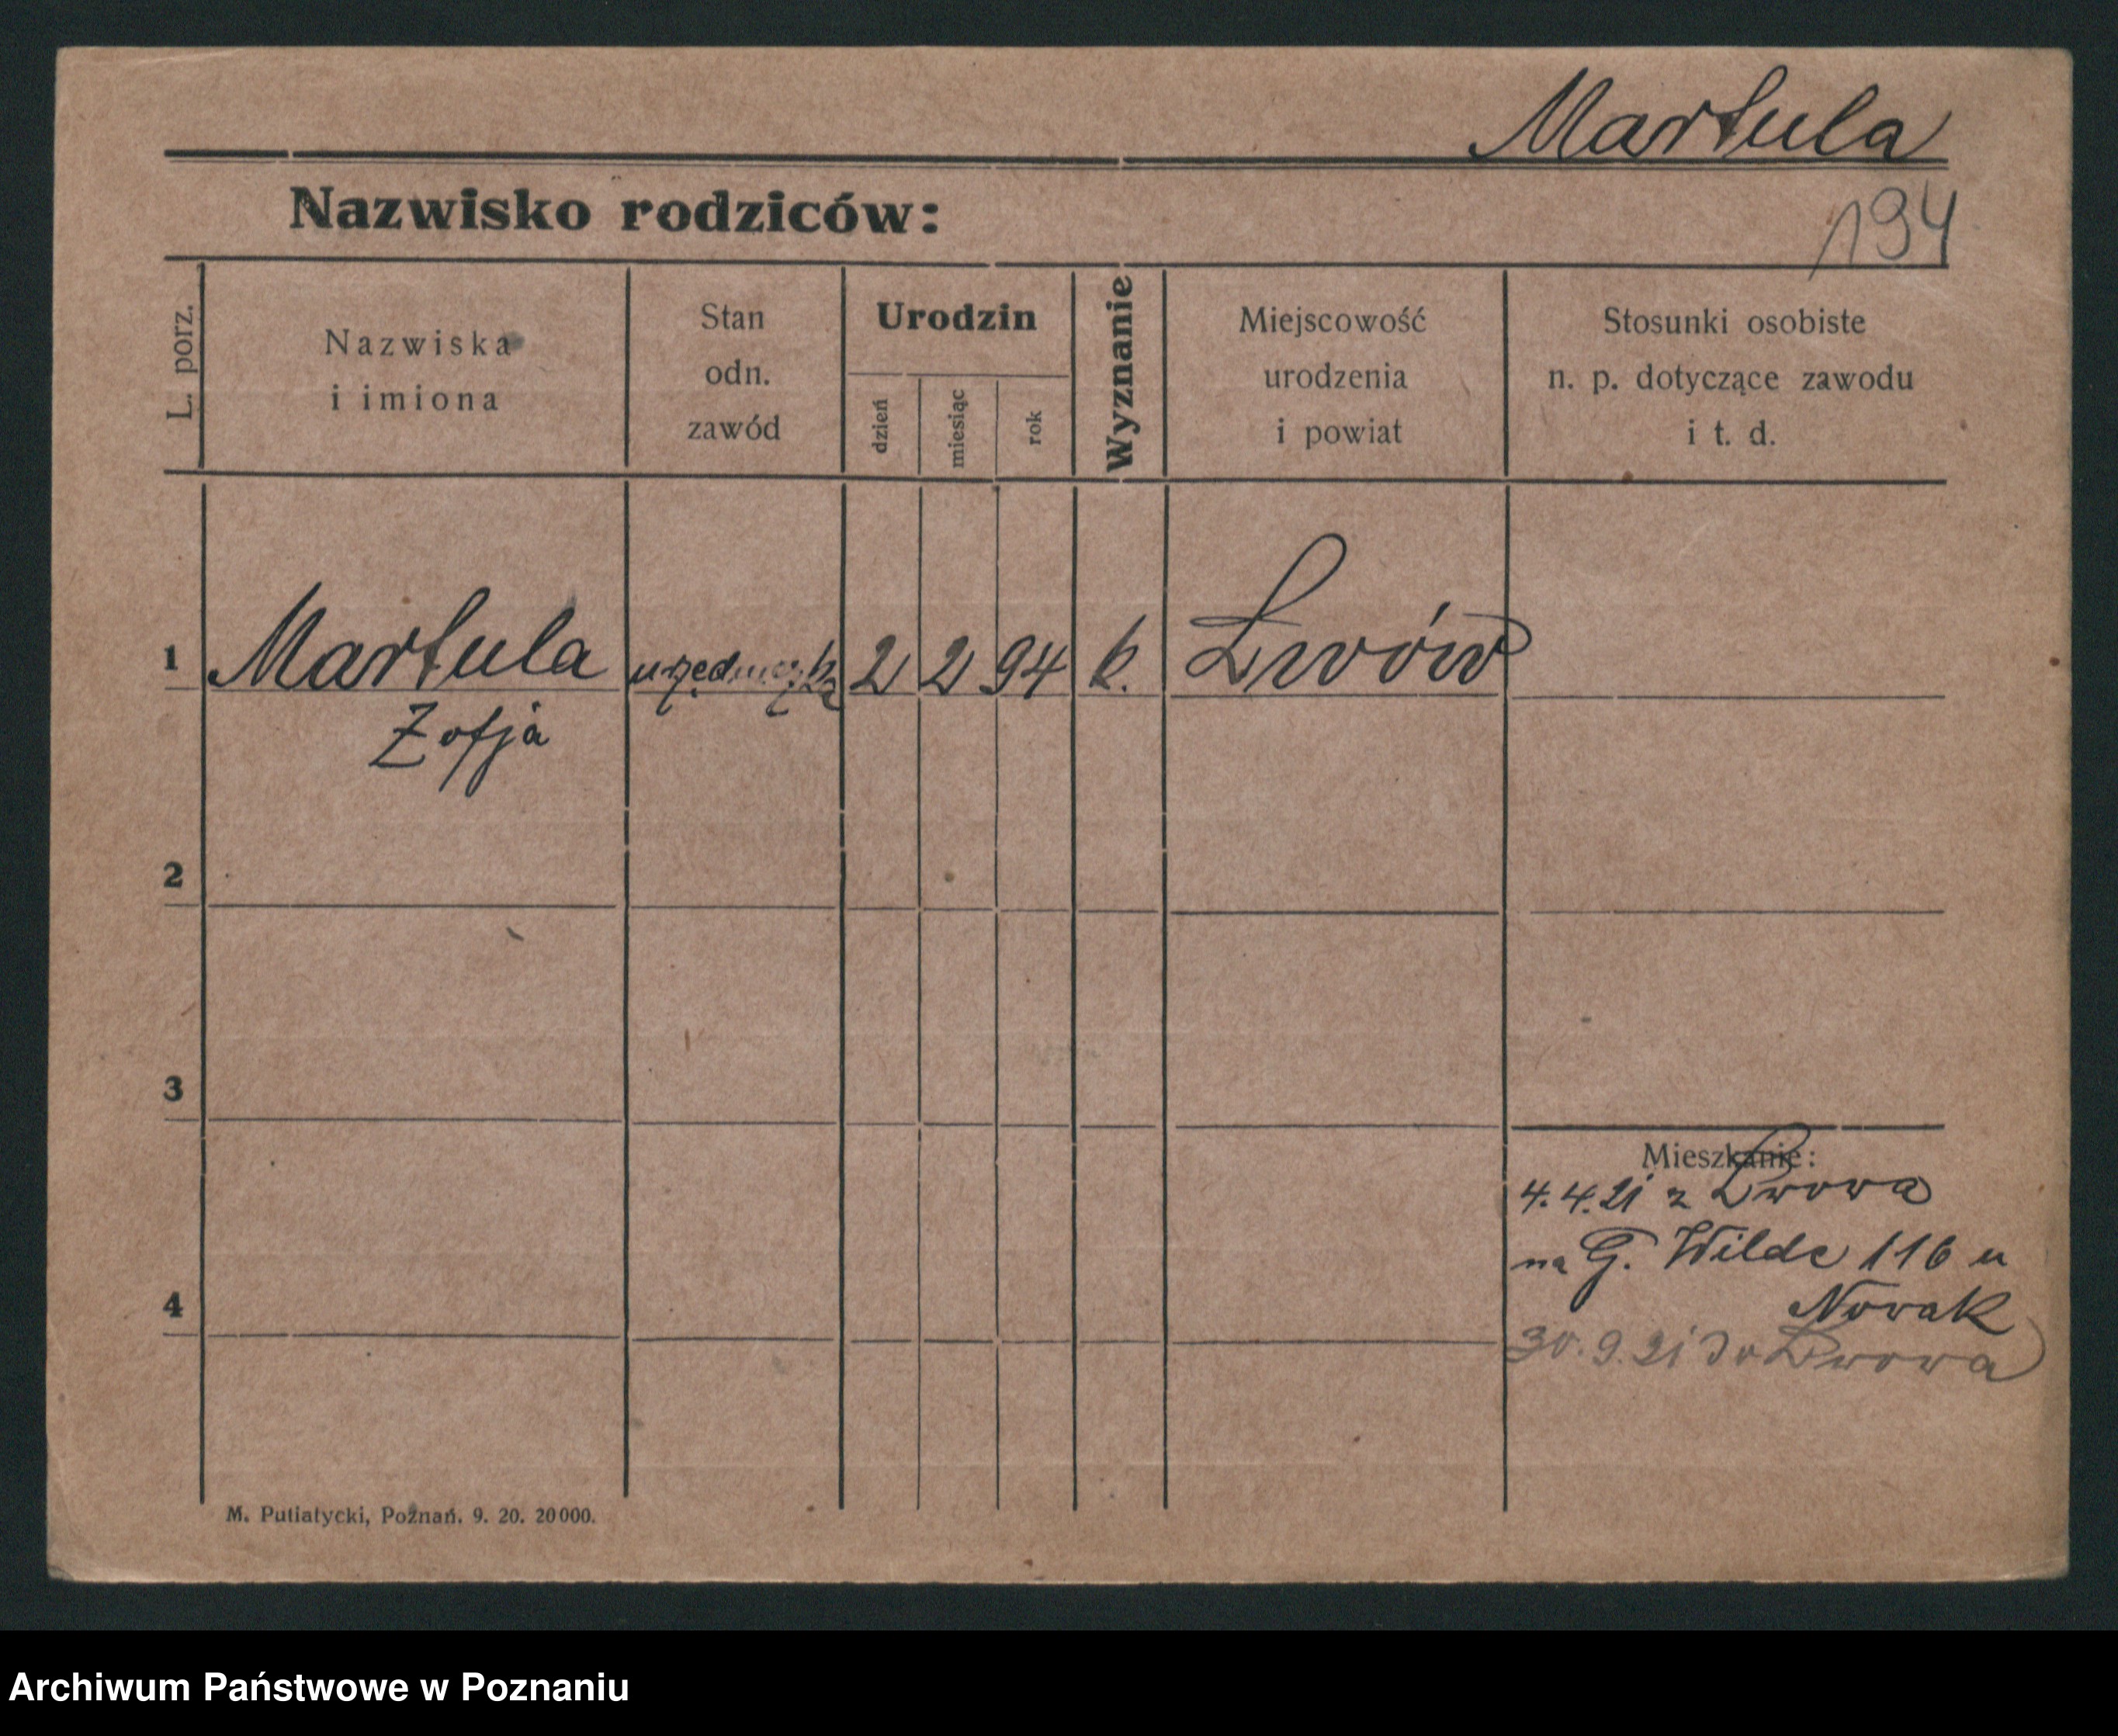 Martula
Nazwisko rodziców:
194
L. porz.
Nazwiska
i imiona
Stan
odn.
zawód
Urodzin
dzień
miesiąc
rok
Wyznanie
Miejscowość
urodzenia
i powiat
Stosunki osobiste
n. p. dotyczące zawodu
i t. d.
1 Martula urzędniczka 2 2 94 k. Lwów
Zofja
2
3
Mieszkanie:
4.4.21 z Lwowa
na G. Wilde 116 u
Nowak
4
30.9.21 do Lwowa
M. Putiatycki, Poznań. 9. 20. 20000.
Archiwum Państwowe w Poznaniu